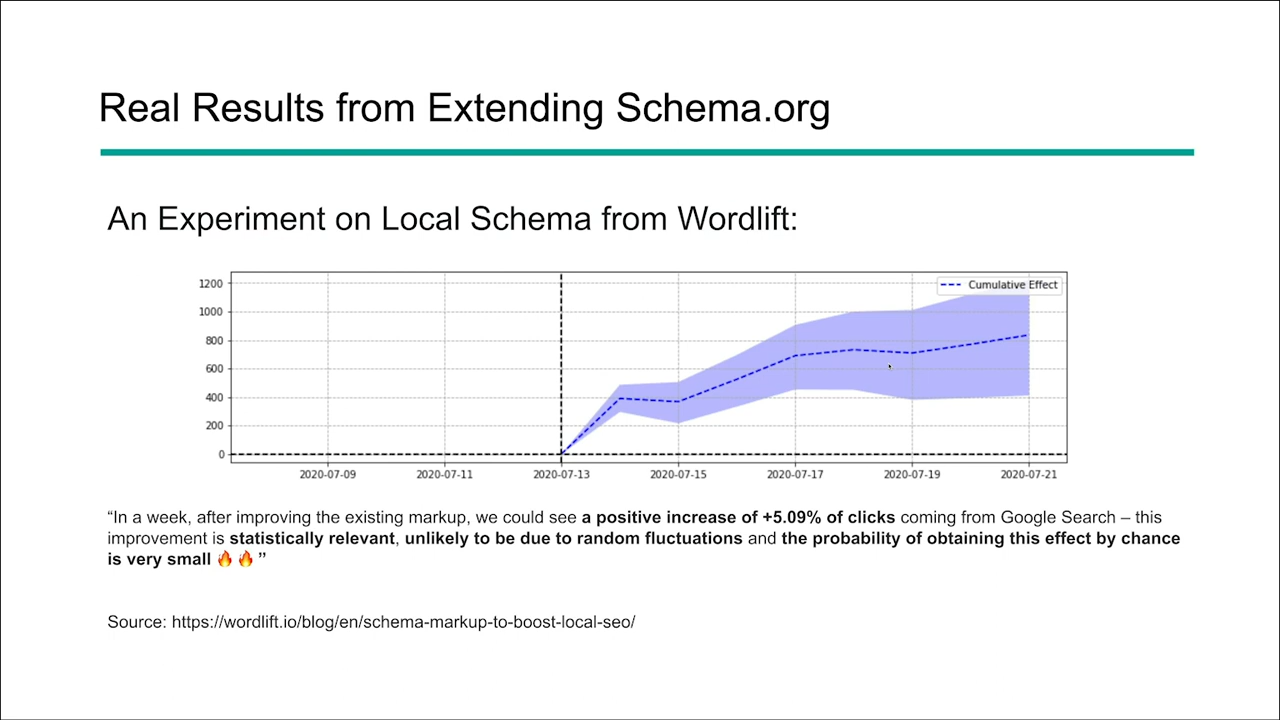 Real Results from Extending Schema.org
An Experiment on Local Schema from Wordlift:
1200
1000
800
600
400
200
0
Cumulative Effect
2020-07-09 2020-07-11 2020-07-13 2020-07-15 2020-07-17 2020-07-19 2020-07-21
“In a week, after improving the existing markup, we could see a positive increase of +5.09% of clicks coming from Google Search – this
improvement is statistically relevant, unlikely to be due to random fluctuations and the probability of obtaining this effect by chance
is very small 🔥🔥”
Source: https://wordlift.io/blog/en/schema-markup-to-boost-local-seo/